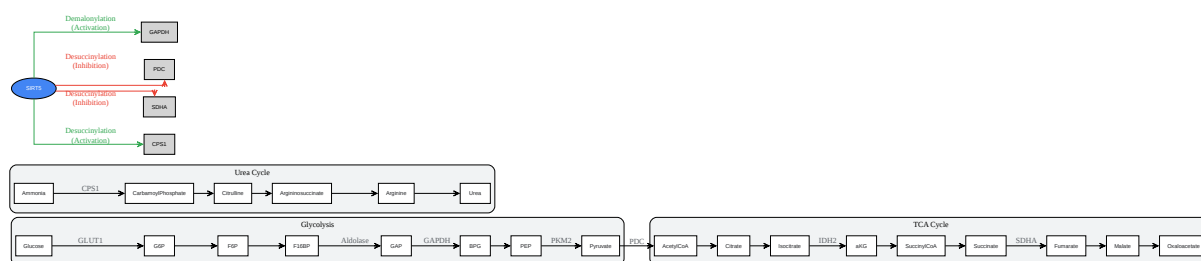 Demalonylation
(Activation)
GAPDH
Desuccinylation
(Inhibition)
PDC
SIRT5
Desuccinylation
(Inhibition)
SDHA
Desuccinylation
(Activation)
CPS1
Urea Cycle
Ammonia CPS1 CarbamoylPhosphate Citrulline Argininosuccinate Arginine Urea
Glycolysis
Glucose GLUT1 G6P F6P F16BP Aldolase GAP GAPDH BPG PEP PKM2 Pyruvate PDC
TCA Cycle
AcetylCoA Citrate Isocitrate IDH2 aKG SuccinylCoA Succinate SDHA Fumarate Malate Oxaloacetate